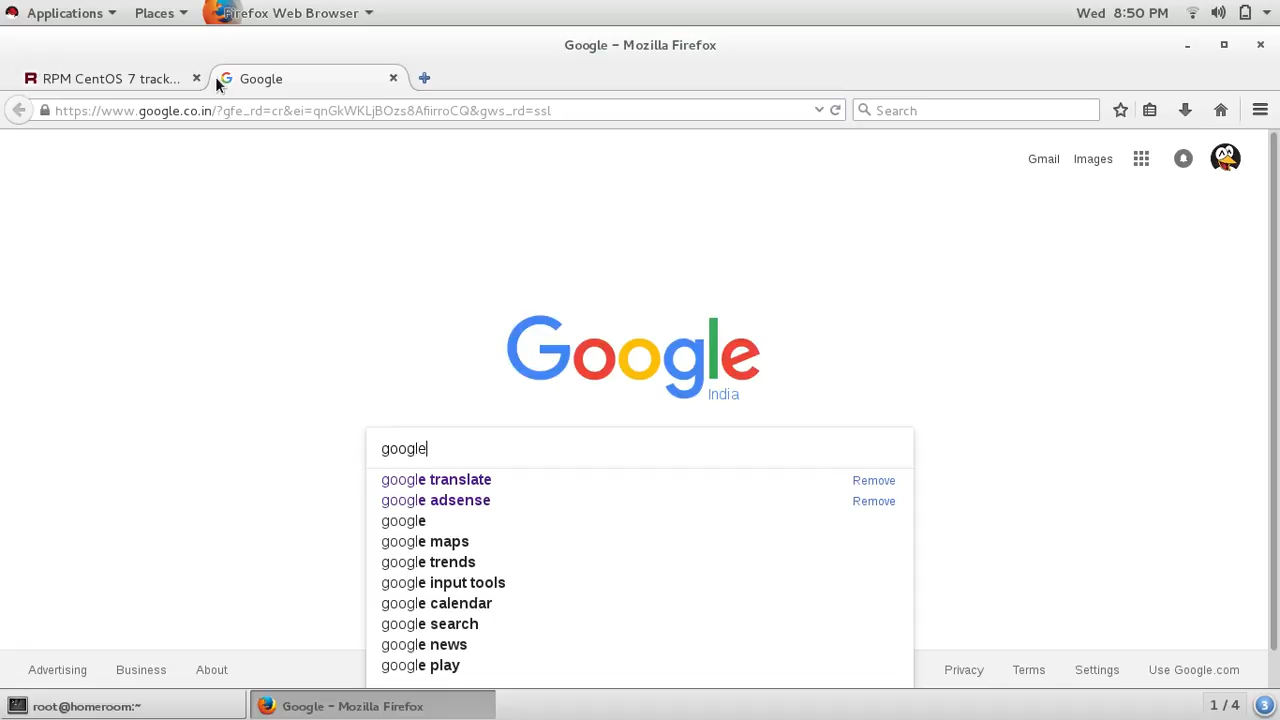 Applications Places Firefox Web Browser Wed 8:50 PM
Google - Mozilla Firefox
RPM CentOS 7 track... Google
https://www.google.co.in/?gfe_rd=cr&ei=qnGkWKLjBOzs8AfiirroCQ&gws_rd=ssl Search
Gmail Images
Google
India
google
google translate Remove
google adsense Remove
google
google maps
google trends
google input tools
google calendar
google search
google news
google play
Advertising Business About Privacy Terms Settings Use Google.com
root@homeroom:~ Google - Mozilla Firefox 1 / 4 3